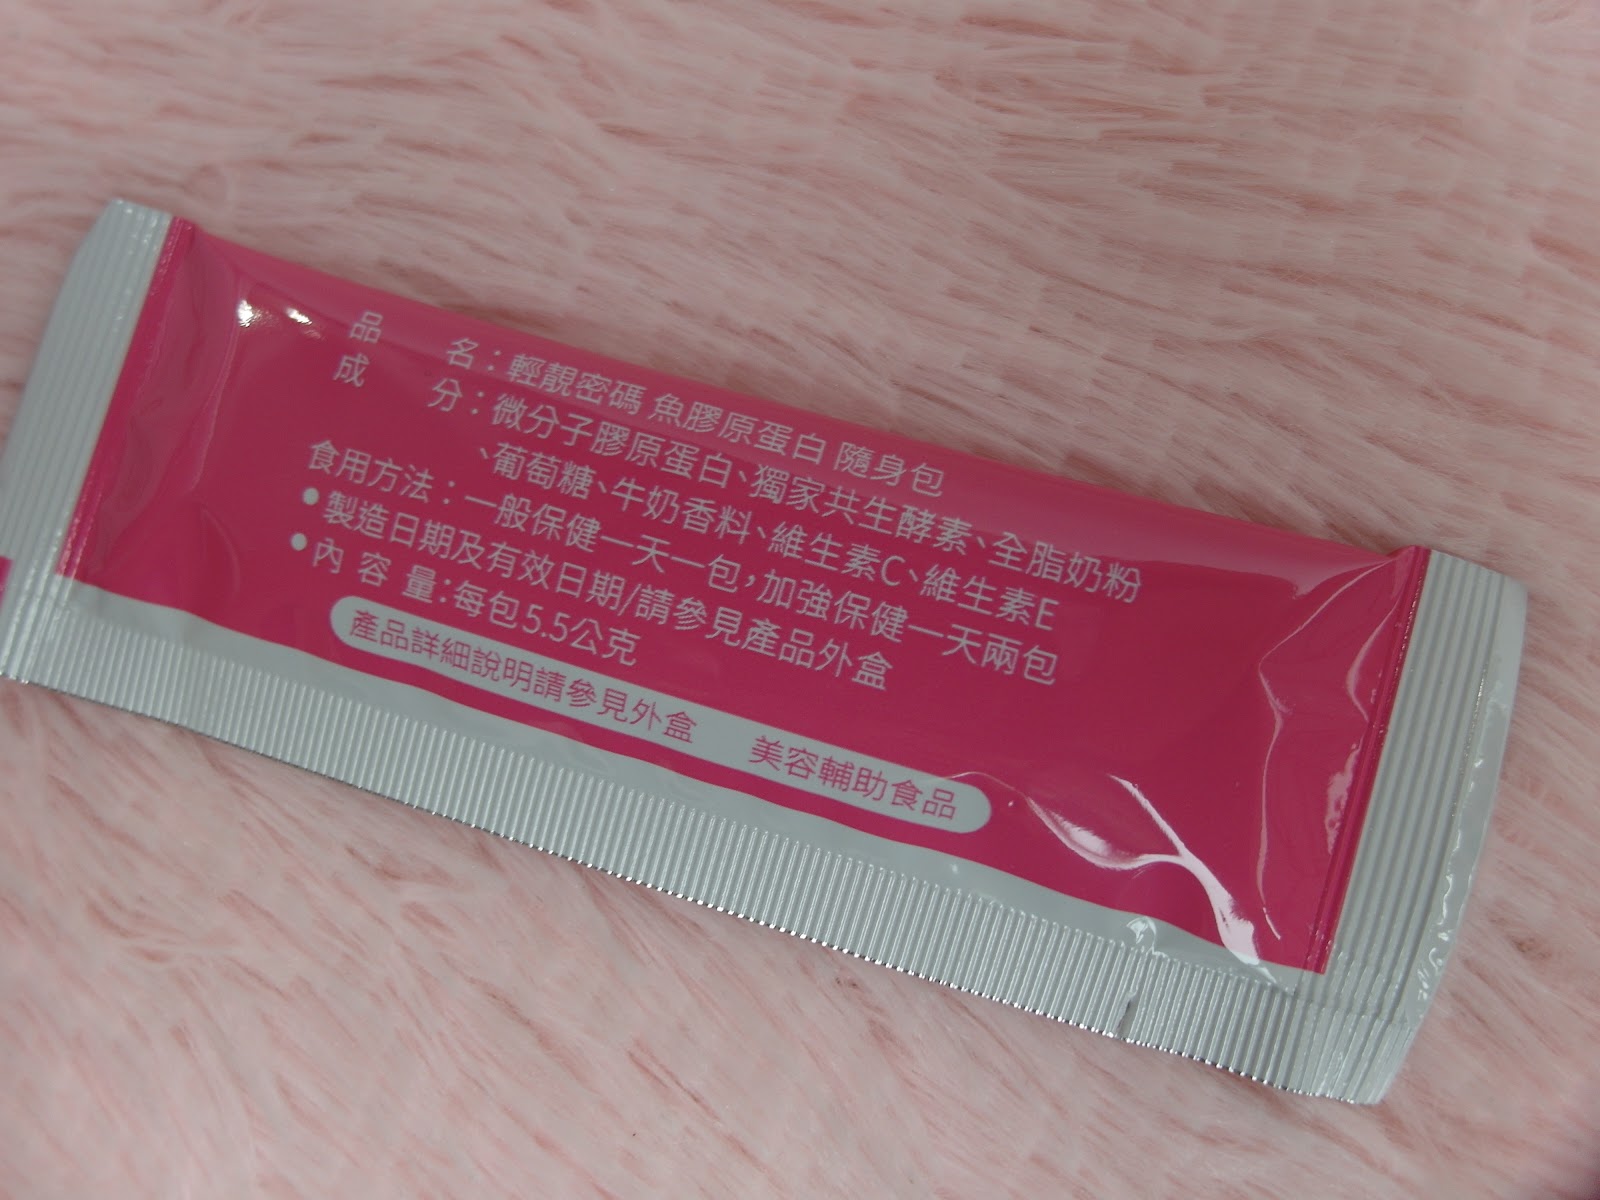 品名：輕靚密碼 魚膠原蛋白 隨身包
成分：微分子膠原蛋白、獨家共生酵素、全脂奶粉
、葡萄糖、牛奶香料、維生素C、維生素E
食用方法：一般保健一天一包，加強保健一天兩包
•製造日期及有效日期/請參見產品外盒
•內容量：每包5.5公克
產品詳細說明請參見外盒 美容輔助食品